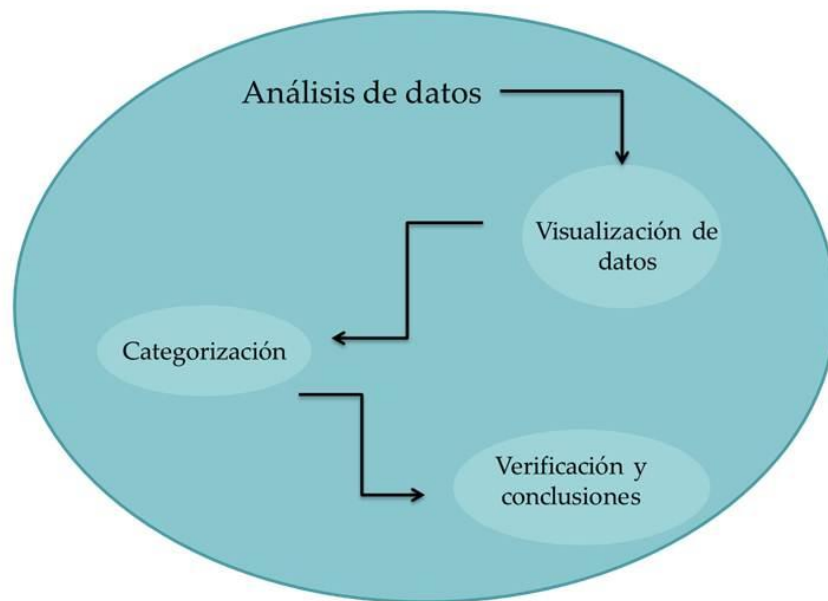 Análisis de datos
Visualización de
datos
Categorización
Verificación y
conclusiones